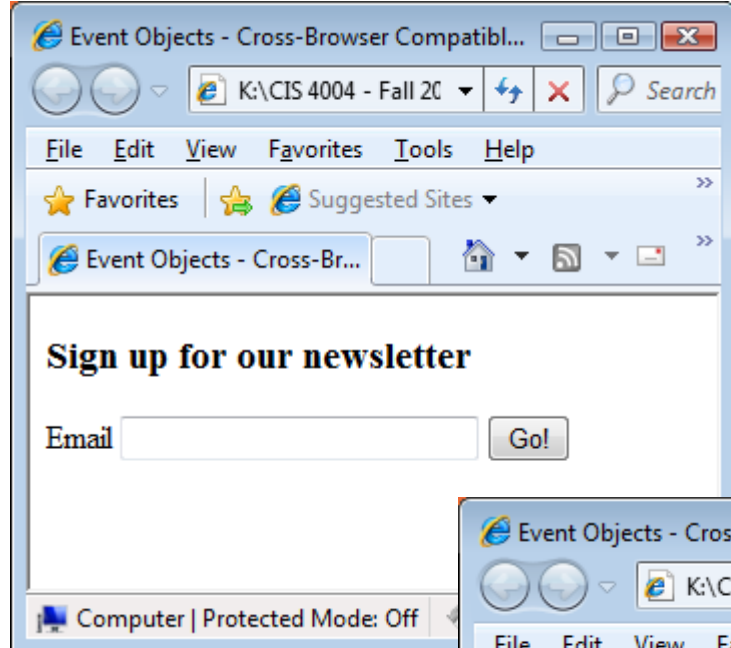 Event Objects - Cross-Browser Compatibl...
K:\CIS 4004 - Fall 20
Search
File Edit View Favorites Tools Help
Favorites Suggested Sites
Event Objects - Cross-Br...
Sign up for our newsletter
Email Go!
Computer | Protected Mode: Off
Event Objects - Cros
K:\C
File Edit View Fa